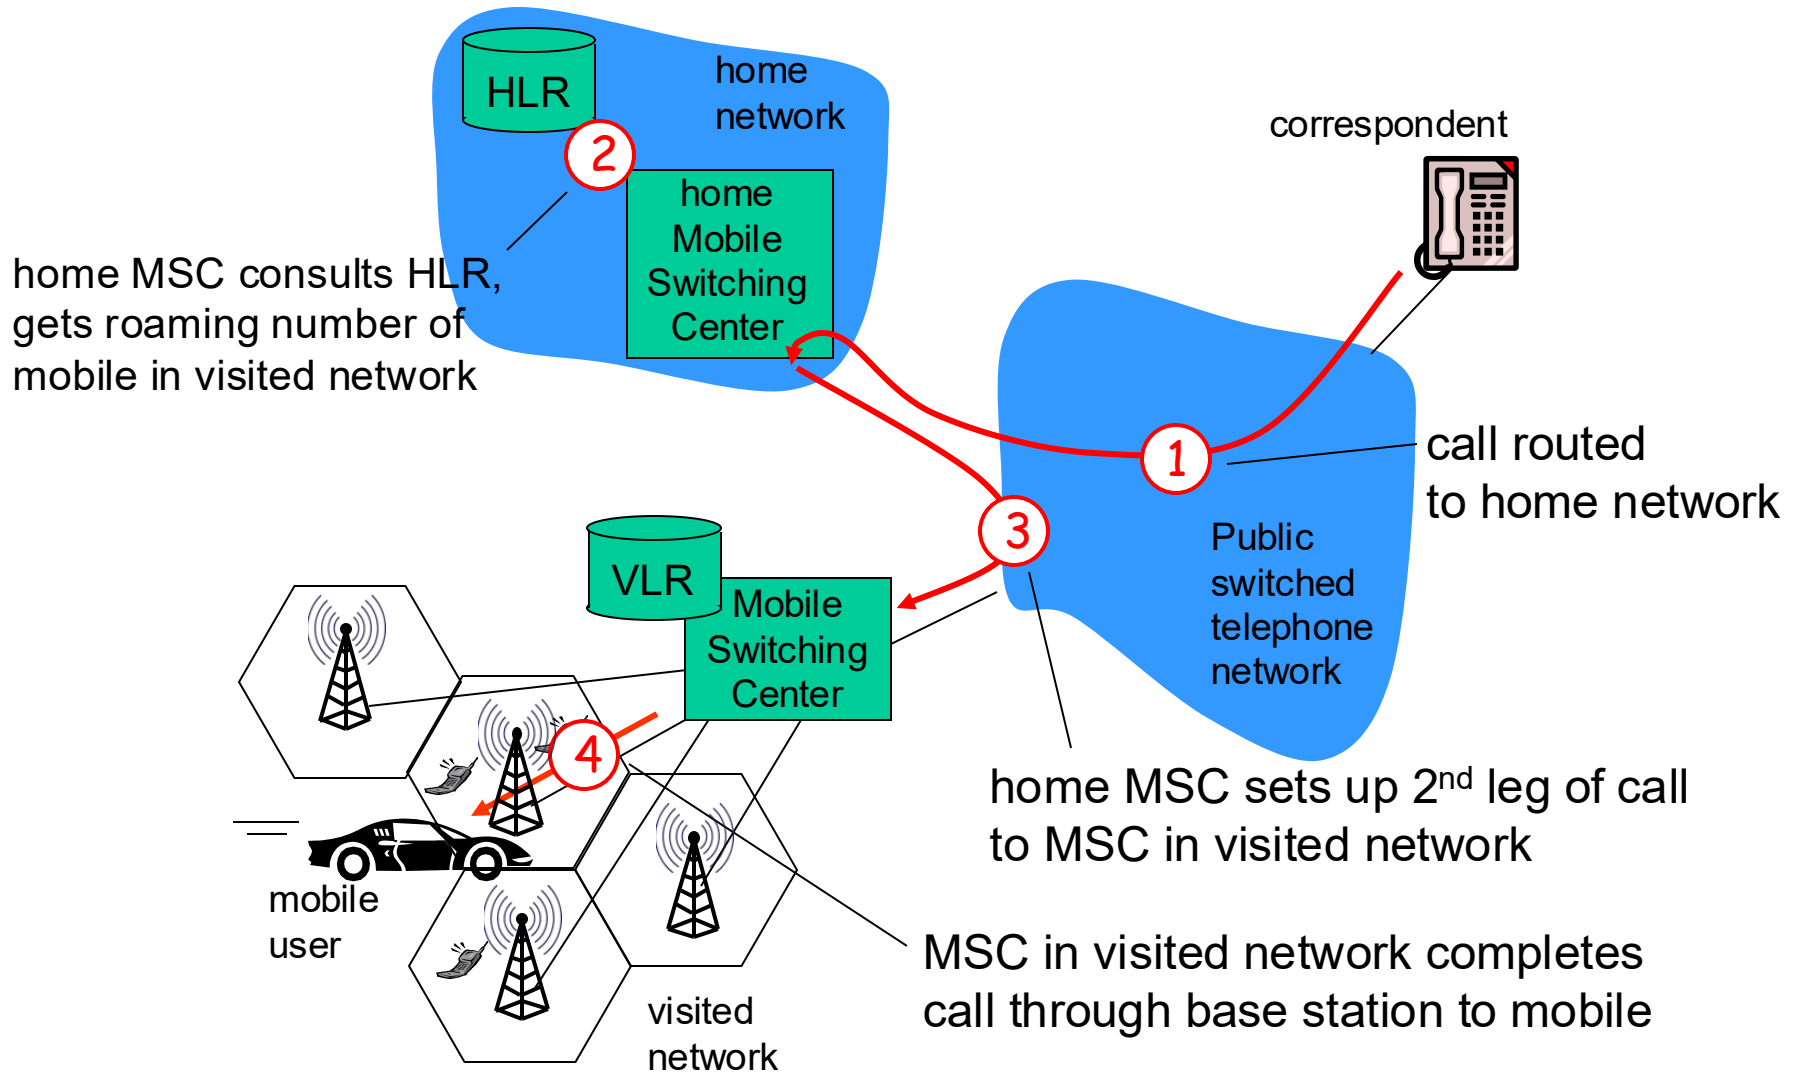 HLR
home
network
2
home
Mobile
Switching
Center
correspondent
home MSC consults HLR,
gets roaming number of
mobile in visited network
1
call routed
to home network
3
Public
switched
telephone
network
VLR
Mobile
Switching
Center
4
home MSC sets up 2nd leg of call
to MSC in visited network
mobile
user
MSC in visited network completes
call through base station to mobile
visited
network